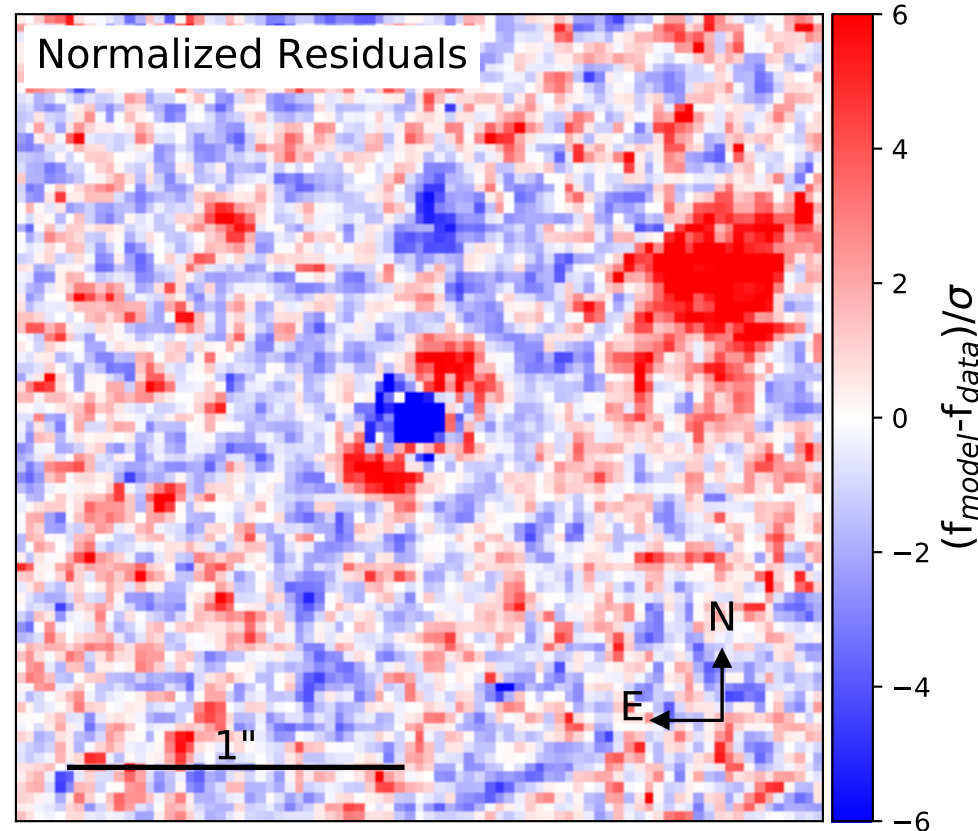 Normalized Residuals
6
4
2
0
−2
−4
−6
(f_model-f_data)/σ
N
E
1"